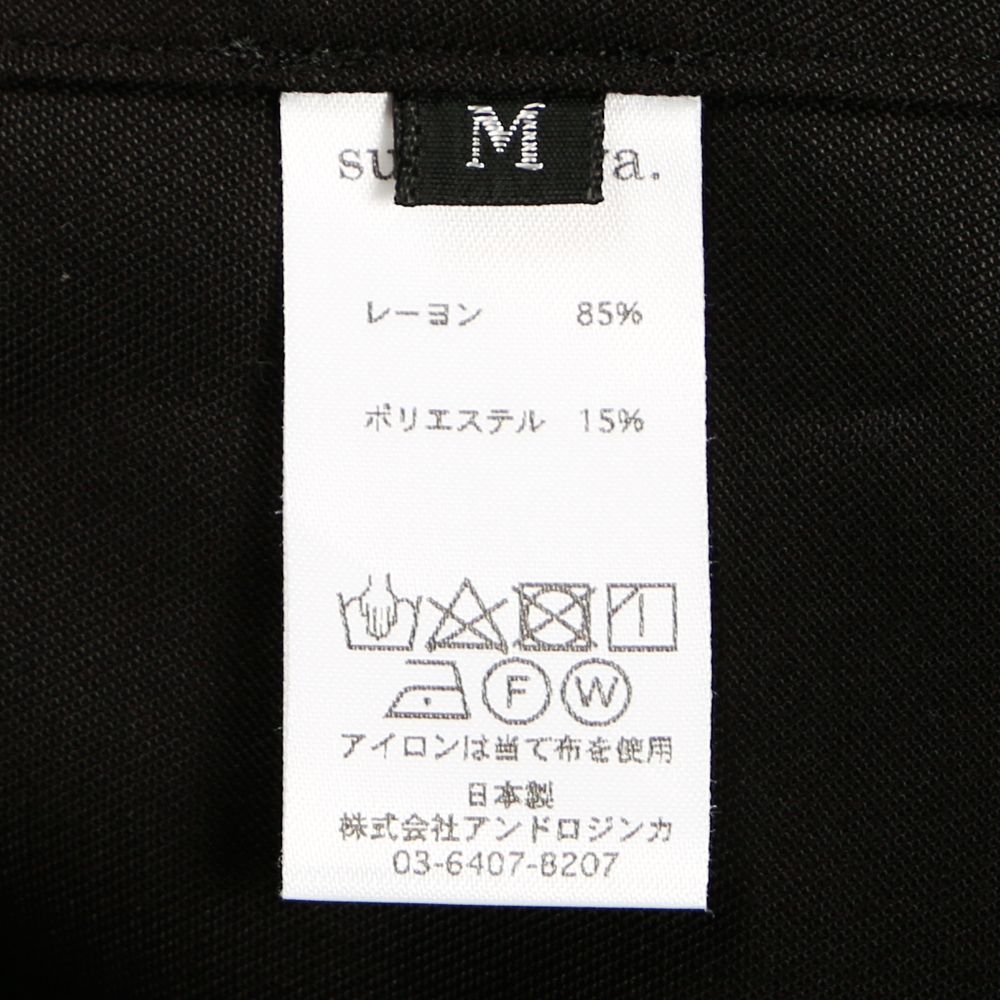 M
レーヨン 85%
ポリエステル 15%
F W
アイロンは当て布を使用
日本製
株式会社アンドロジンカ
03-6407-8207